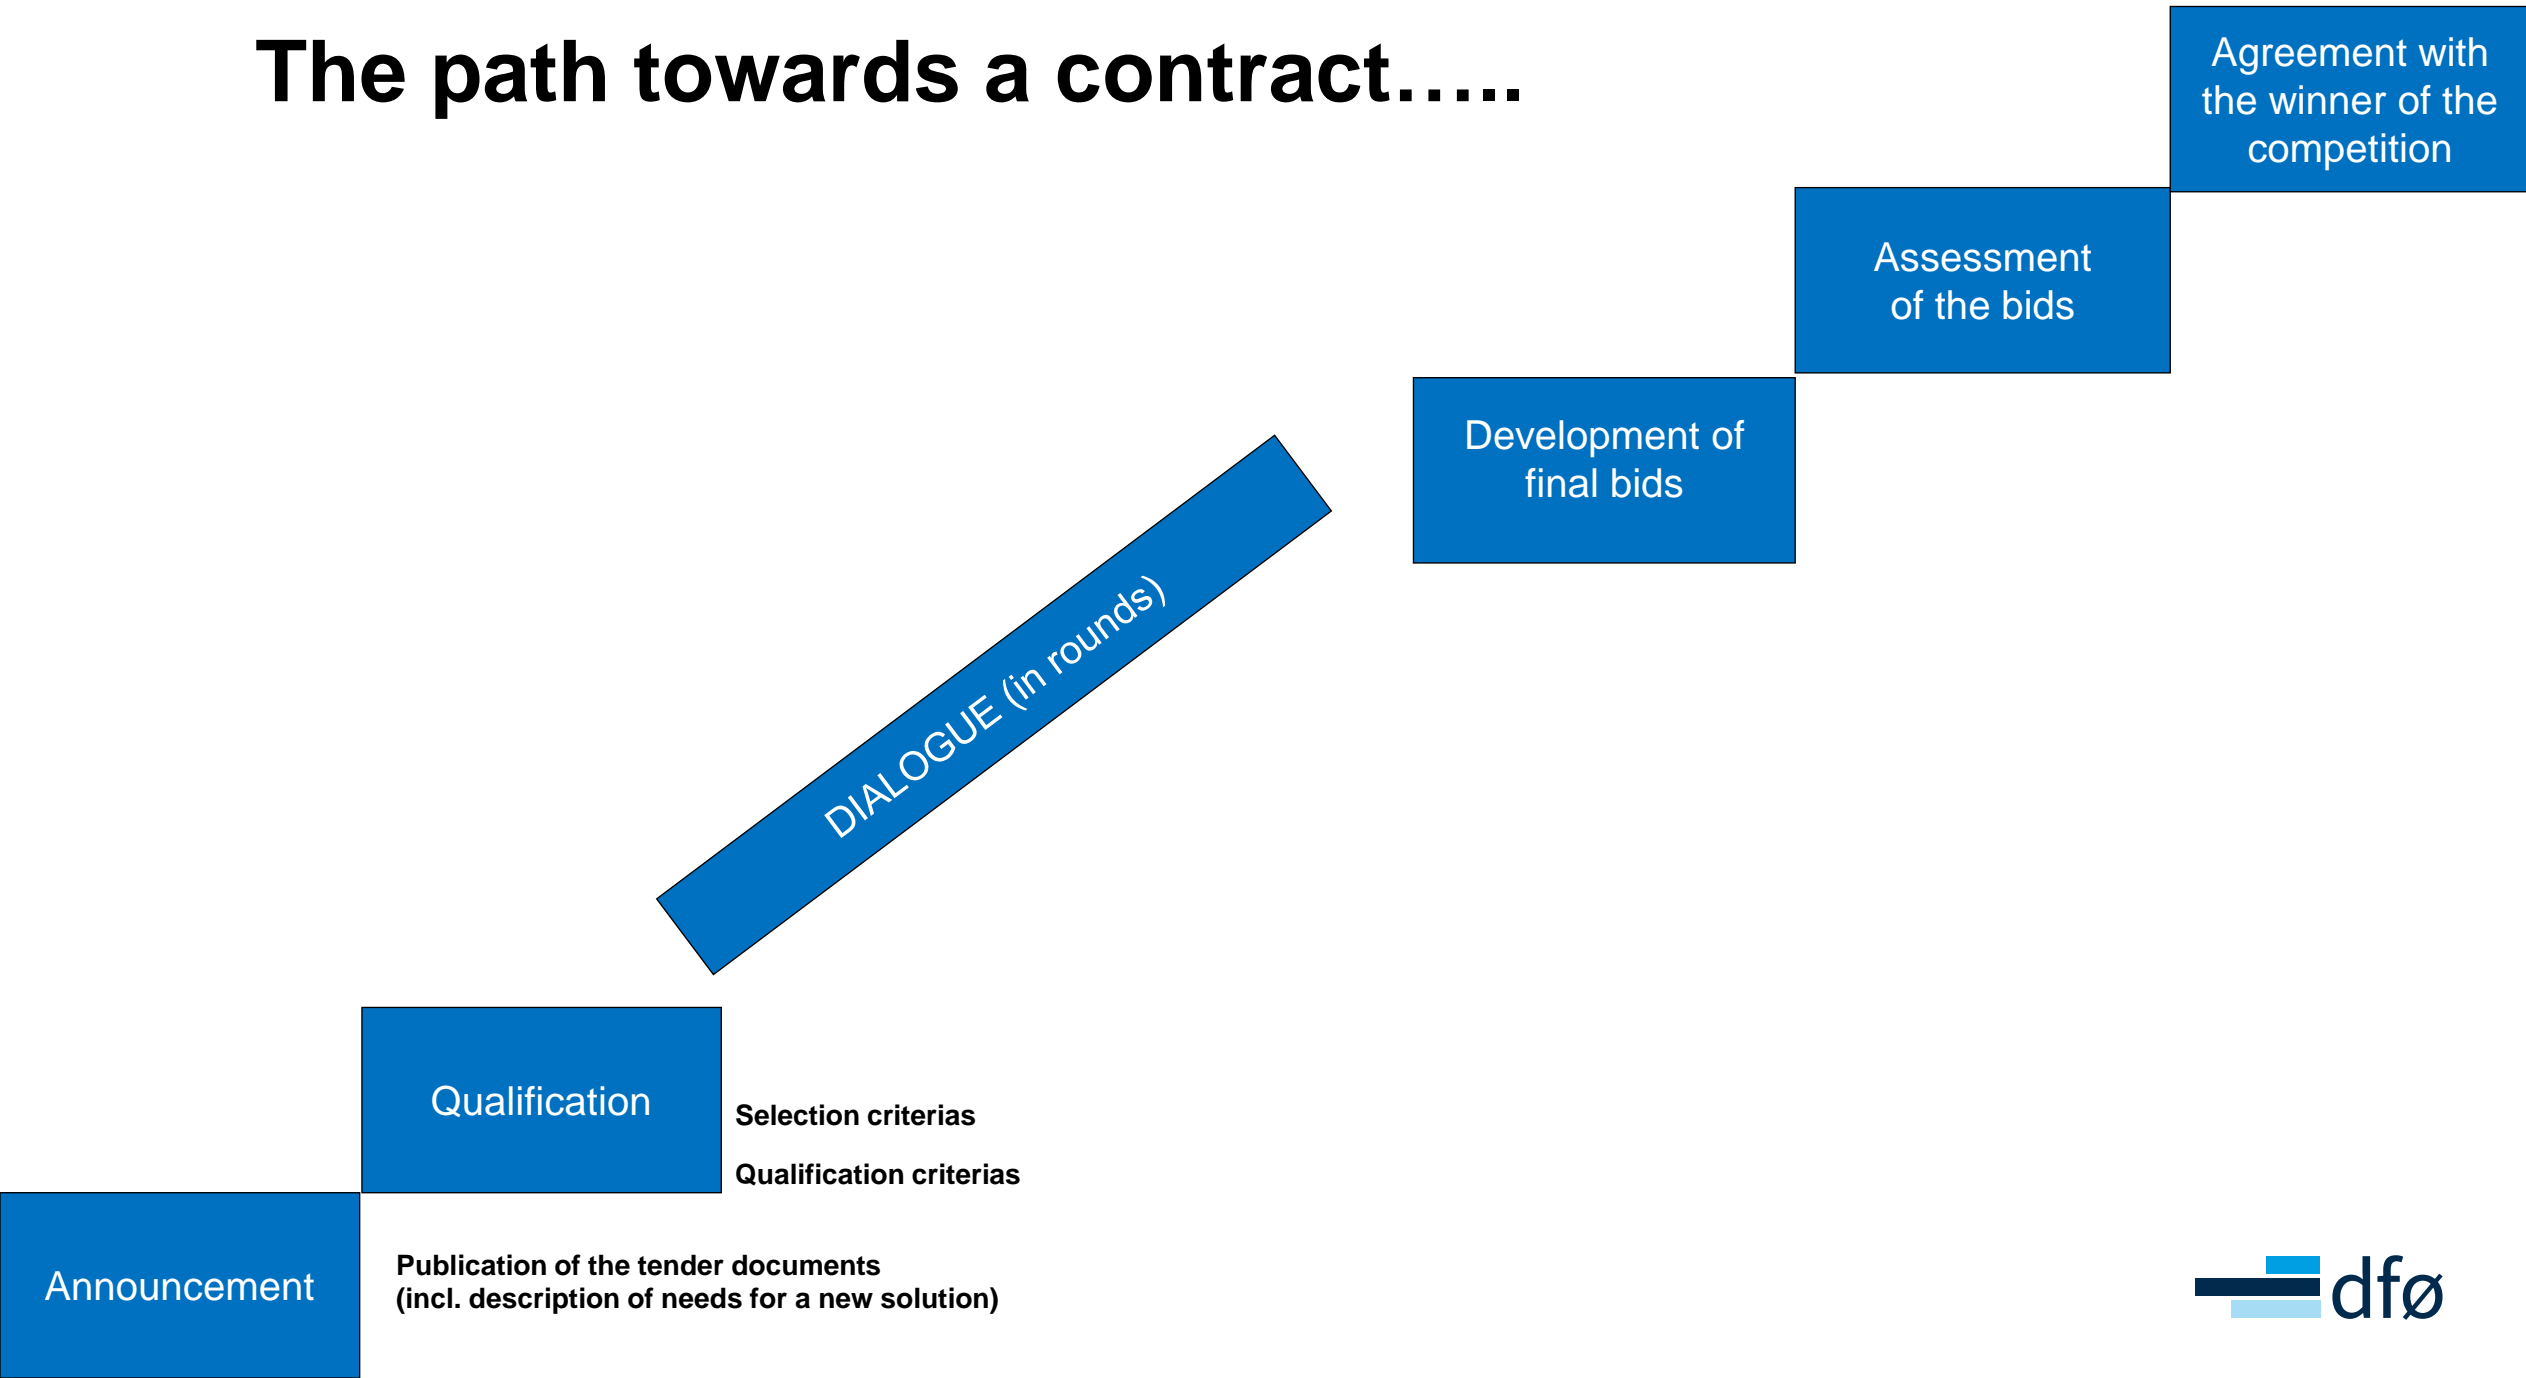 The path towards a contract…..
Agreement with
the winner of the
competition
Assessment
of the bids
Development of
final bids
DIALOGUE (in rounds)
Qualification
Selection criterias
Qualification criterias
Announcement
Publication of the tender documents
(incl. description of needs for a new solution)
dfø